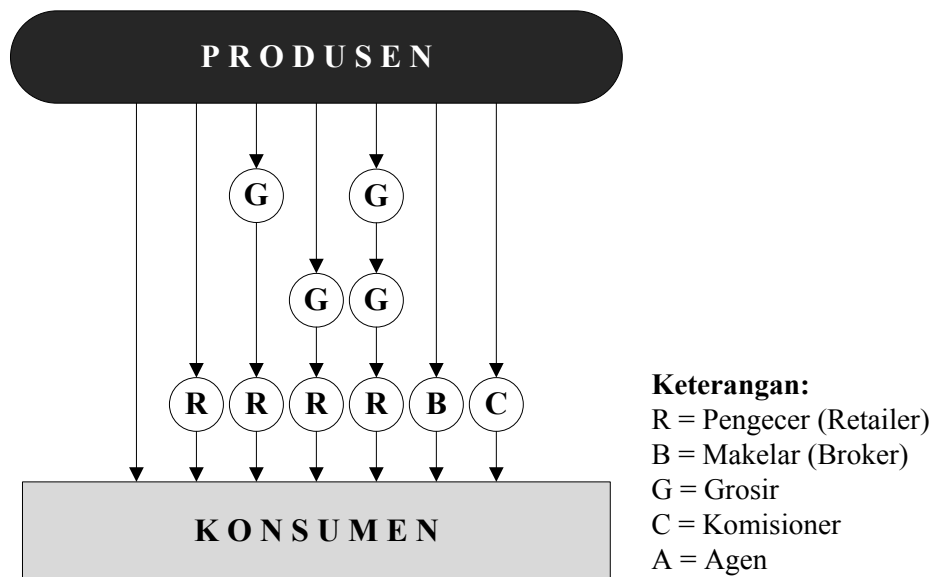 PRODUSEN
G G
G G
R R R R B C
KONSUMEN
Keterangan:
R = Pengecer (Retailer)
B = Makelar (Broker)
G = Grosir
C = Komisioner
A = Agen